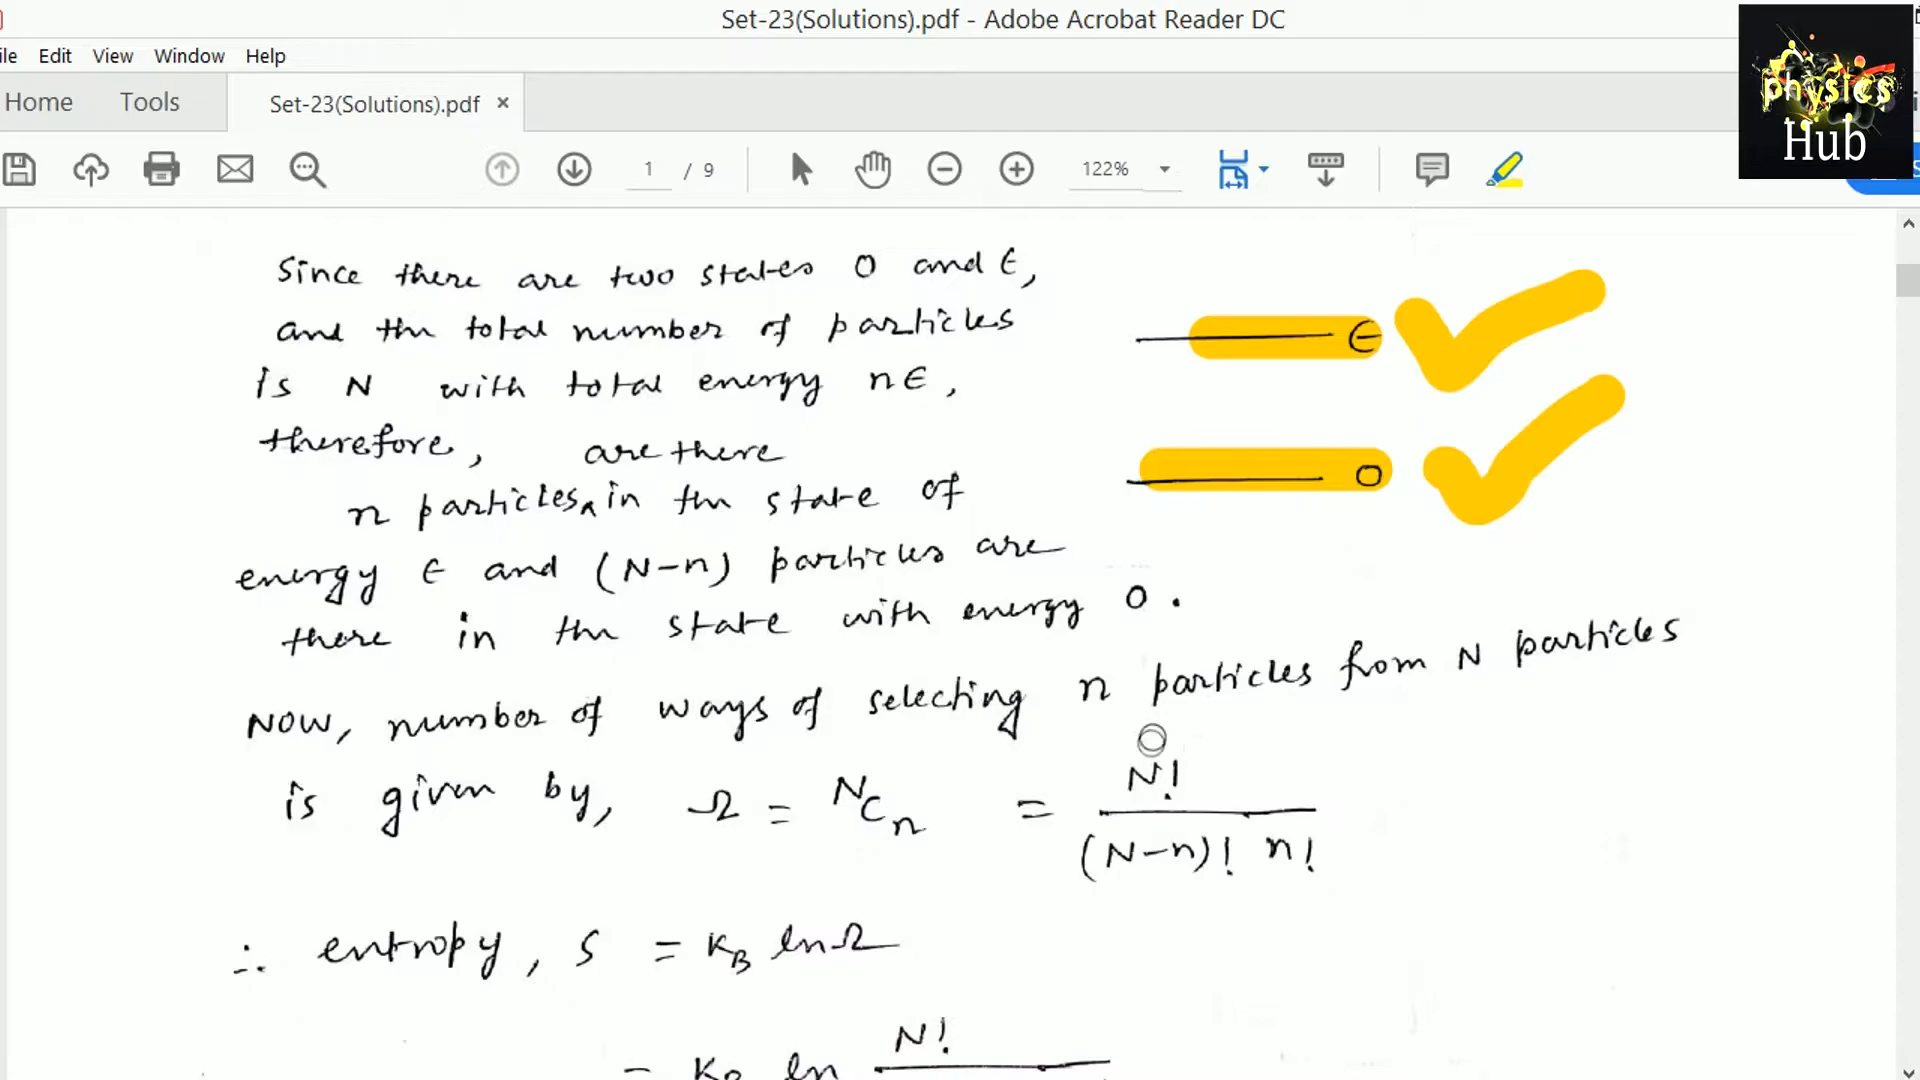 Set-23(Solutions).pdf - Adobe Acrobat Reader DC
ile Edit View Window Help
Home Tools Set-23(Solutions).pdf ×
1 / 9 122%
physics
Hub
Since there are two states 0 and ϵ,
and the total number of particles
is N with total energy nϵ,
therefore, are there
n particles ‸ in the state of
energy ϵ and (N-n) particles are
there in the state with energy 0.
Now, number of ways of selecting n particles from N particles
is given by, Ω = ᴺCₙ = N! / (N-n)! n!
∴ entropy, S = K_B ln Ω
= K_B ln N!
ϵ
0